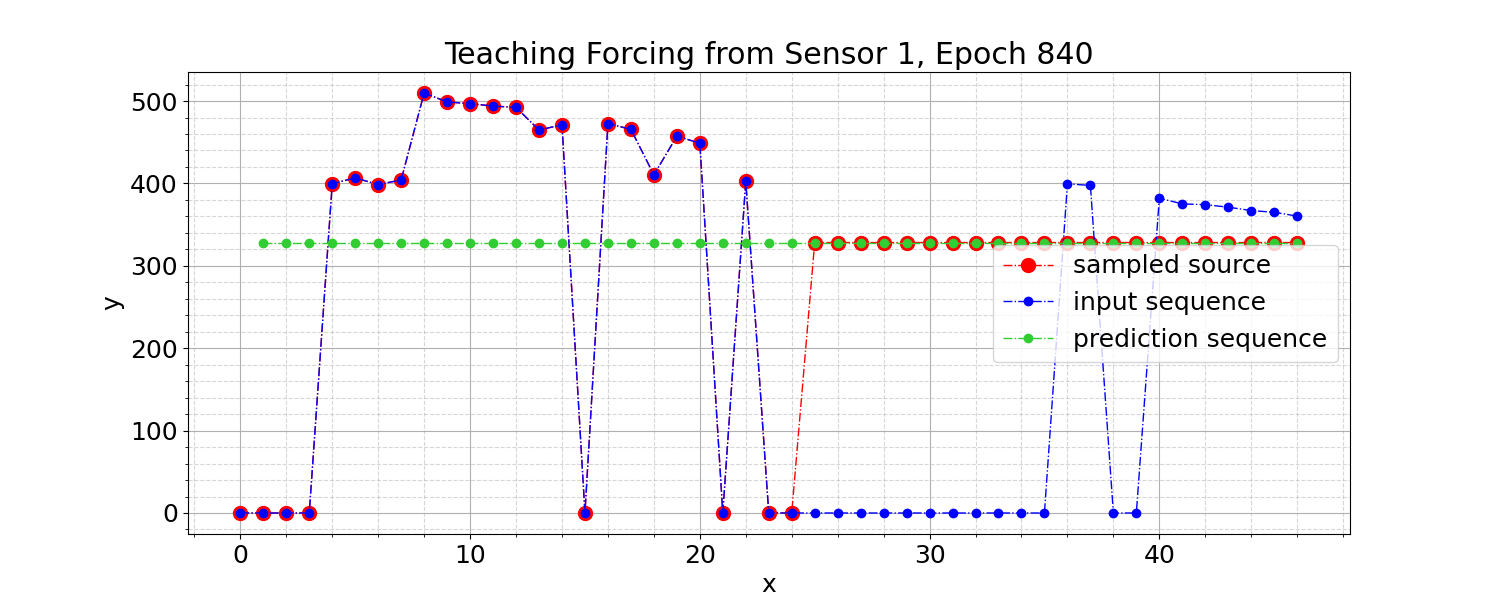 Teaching Forcing from Sensor 1, Epoch 840
500
400
300
200
100
0
y
sampled source
input sequence
prediction sequence
0 10 20 30 40
x